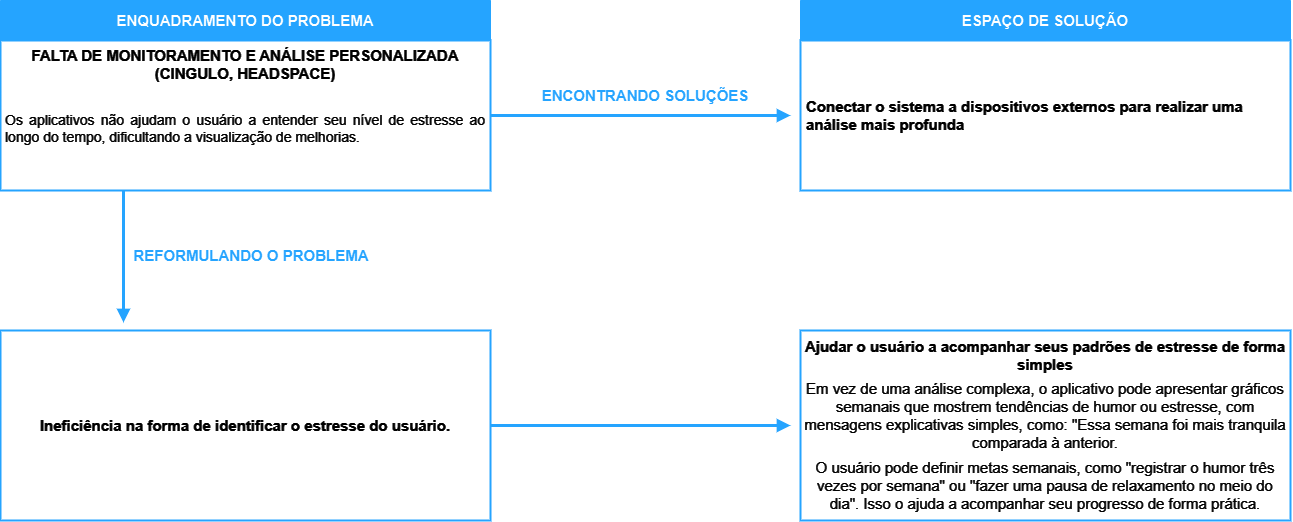 ENQUADRAMENTO DO PROBLEMA
ESPAÇO DE SOLUÇÃO
FALTA DE MONITORAMENTO E ANÁLISE PERSONALIZADA
(CINGULO, HEADSPACE)
Os aplicativos não ajudam o usuário a entender seu nível de estresse ao
longo do tempo, dificultando a visualização de melhorias.
ENCONTRANDO SOLUÇÕES
Conectar o sistema a dispositivos externos para realizar uma
análise mais profunda
REFORMULANDO O PROBLEMA
Ineficiência na forma de identificar o estresse do usuário.
Ajudar o usuário a acompanhar seus padrões de estresse de forma
simples
Em vez de uma análise complexa, o aplicativo pode apresentar gráficos
semanais que mostrem tendências de humor ou estresse, com
mensagens explicativas simples, como: "Essa semana foi mais tranquila
comparada à anterior.
O usuário pode definir metas semanais, como "registrar o humor três
vezes por semana" ou "fazer uma pausa de relaxamento no meio do
dia". Isso o ajuda a acompanhar seu progresso de forma prática.